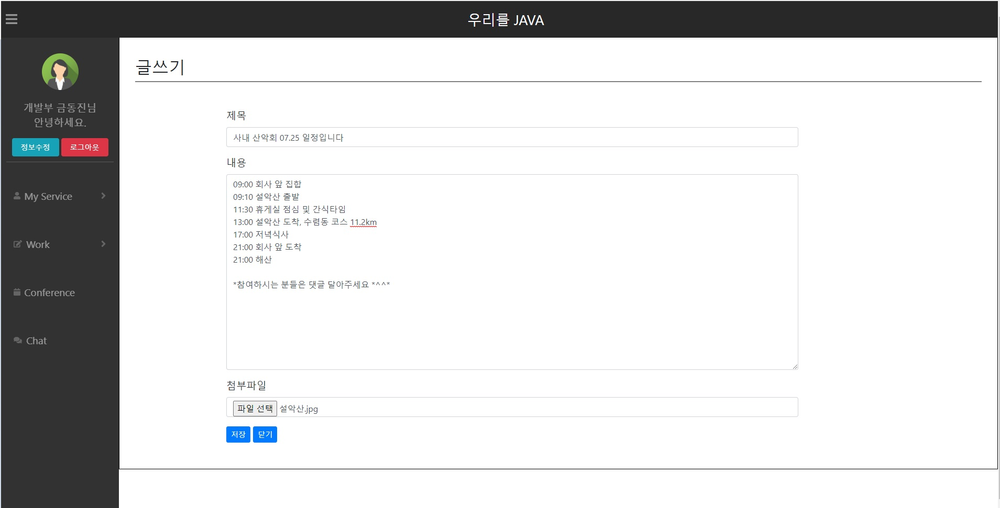 우리를 JAVA
개발부 금동진님
안녕하세요.
정보수정 로그아웃
My Service
Work
Conference
Chat
글쓰기
제목
사내 산악회 07.25 일정입니다
내용
09:00 회사 앞 집합
09:10 설악산 출발
11:30 휴게실 점심 및 간식타임
13:00 설악산 도착, 수렴동 코스 11.2km
17:00 저녁식사
21:00 회사 앞 도착
21:00 해산
*참여하시는 분들은 댓글 달아주세요 *^^*
첨부파일
파일 선택 설악산.jpg
저장 닫기